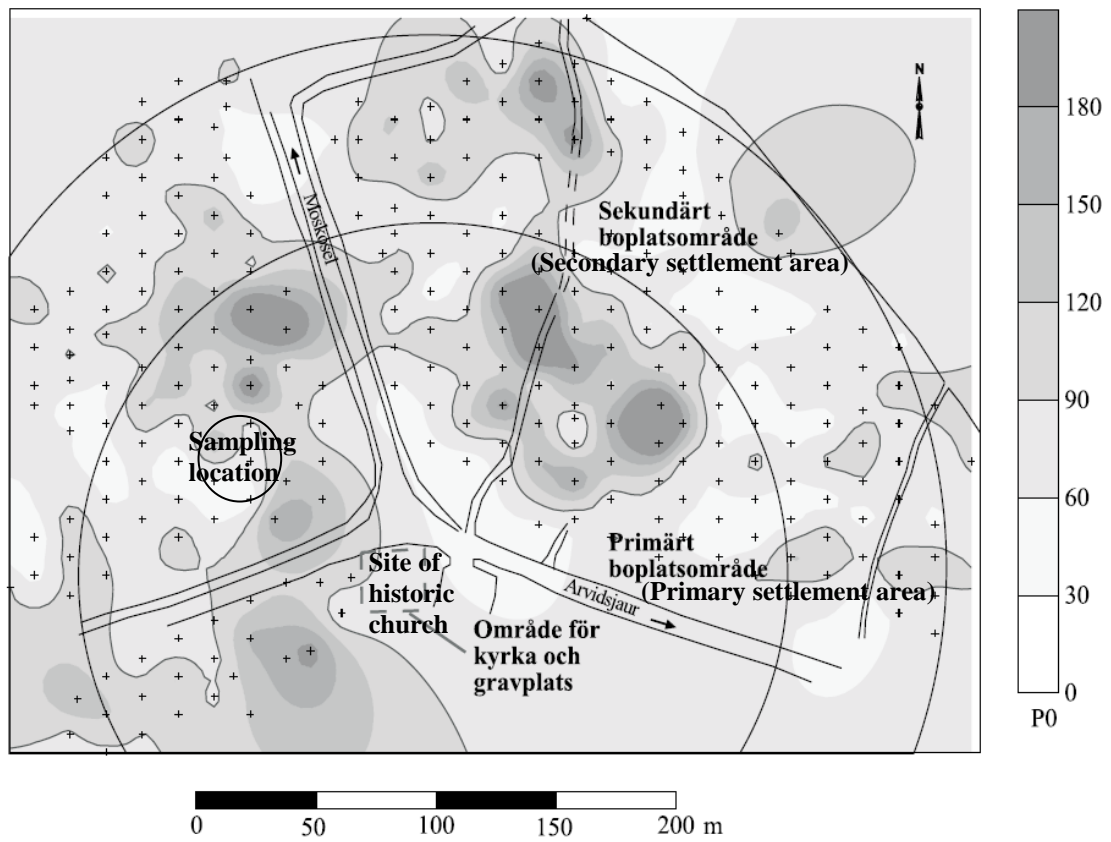 N
Moskosel
Sekundärt
boplatsområde
(Secondary settlement area)
Sampling
location
Primärt
boplatsområde
(Primary settlement area)
Site of
historic
church
Arvidsjaur
Område för
kyrka och
gravplats
180
150
120
90
60
30
0
P0
0 50 100 150 200 m